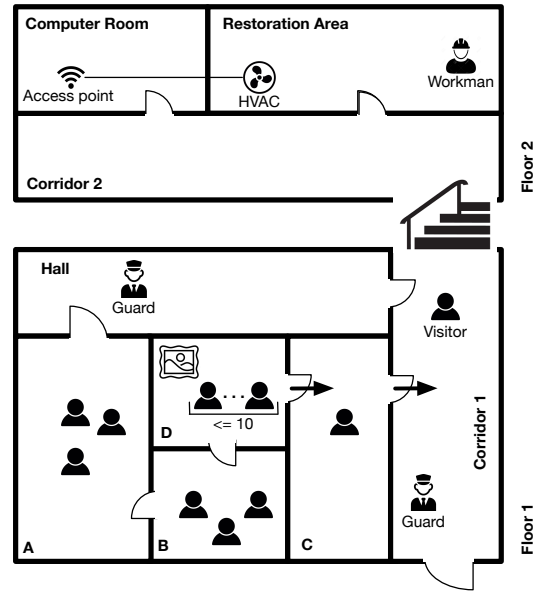 Computer Room
Restoration Area
Access point
HVAC
Workman
Corridor 2
Floor 2
Hall
Guard
Visitor
D
<= 10
Corridor 1
Guard
A
B
C
Floor 1